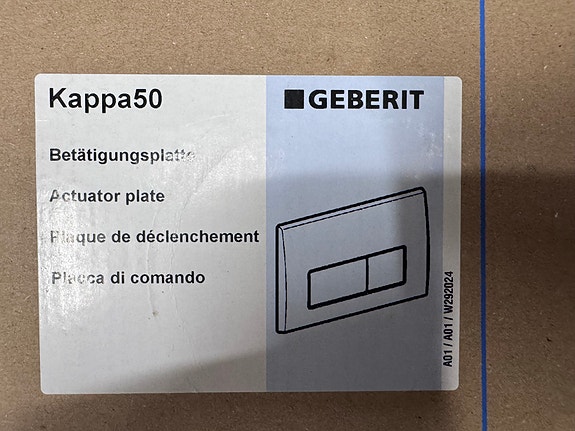 Kappa50
GEBERIT
Betätigungsplatte
Actuator plate
Plaque de déclenchement
Placca di comando
A01 / A01 / W292024